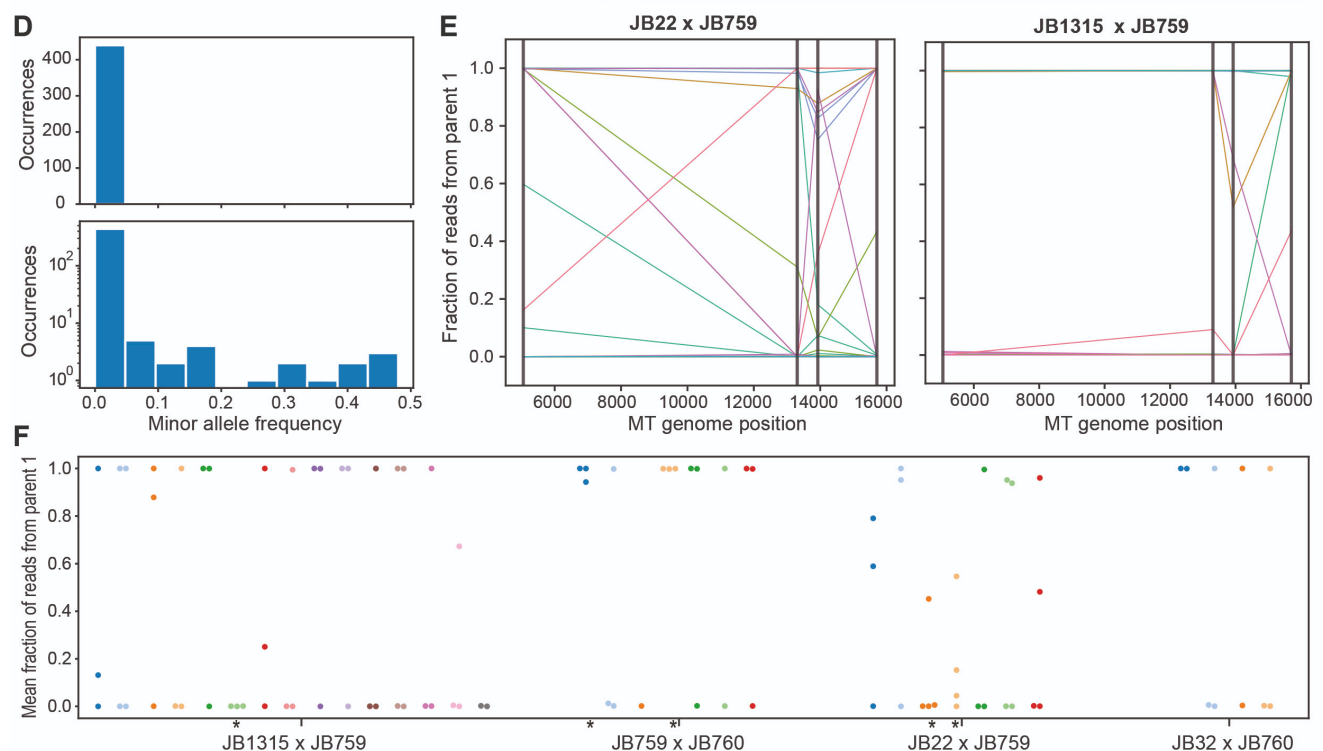 D
Occurrences
400
300
200
100
0
Occurrences
10²
10¹
10⁰
0.0 0.1 0.2 0.3 0.4 0.5
Minor allele frequency
E
JB22 x JB759
Fraction of reads from parent 1
1.0
0.8
0.6
0.4
0.2
0.0
6000 8000 10000 12000 14000 16000
MT genome position
JB1315 x JB759
6000 8000 10000 12000 14000 16000
MT genome position
F
Mean fraction of reads from parent 1
1.0
0.8
0.6
0.4
0.2
0.0
* * * * *
JB1315 x JB759 JB759 x JB760 JB22 x JB759 JB32 x JB760